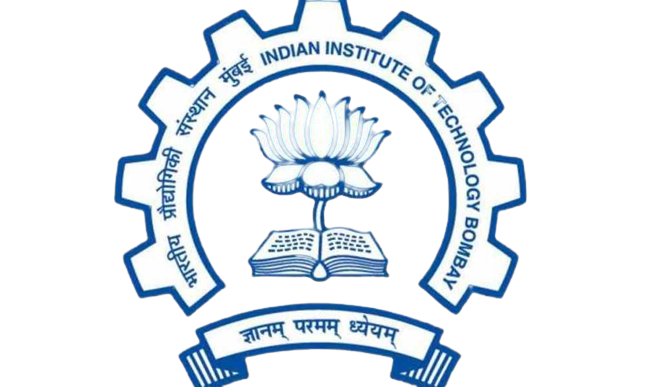 भारतीय प्रौद्योगिकी संस्थान मुंबई INDIAN INSTITUTE OF TECHNOLOGY BOMBAY
ज्ञानम् परमम् ध्येयम्